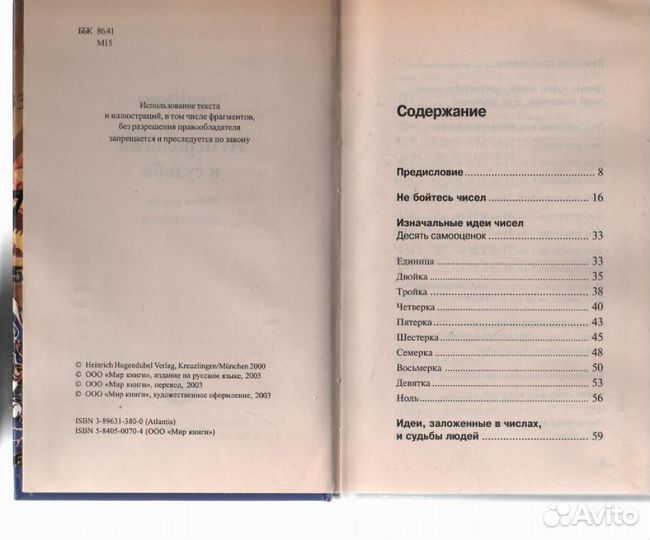 ББК 86.41
М15
Использование текста
и иллюстраций, в том числе фрагментов,
без разрешения правообладателя
запрещается и преследуется по закону
© Heinrich Hugendubel Verlag, Kreuzlingen/München 2000
© ООО «Мир книги», издание на русском языке, 2003
© ООО «Мир книги», перевод, 2003
© ООО «Мир книги», художественное оформление, 2003
ISBN 3-89631-380-0 (Atlantis)
ISBN 5-8405-0070-4 (ООО «Мир книги»)
Содержание
Предисловие 8
Не бойтесь чисел 16
Изначальные идеи чисел
Десять самооценок 33
Единица 33
Двойка 35
Тройка 38
Четверка 40
Пятерка 43
Шестерка 45
Семерка 48
Восьмерка 50
Девятка 53
Ноль 56
Идеи, заложенные в числах,
и судьбы людей 59
Avito